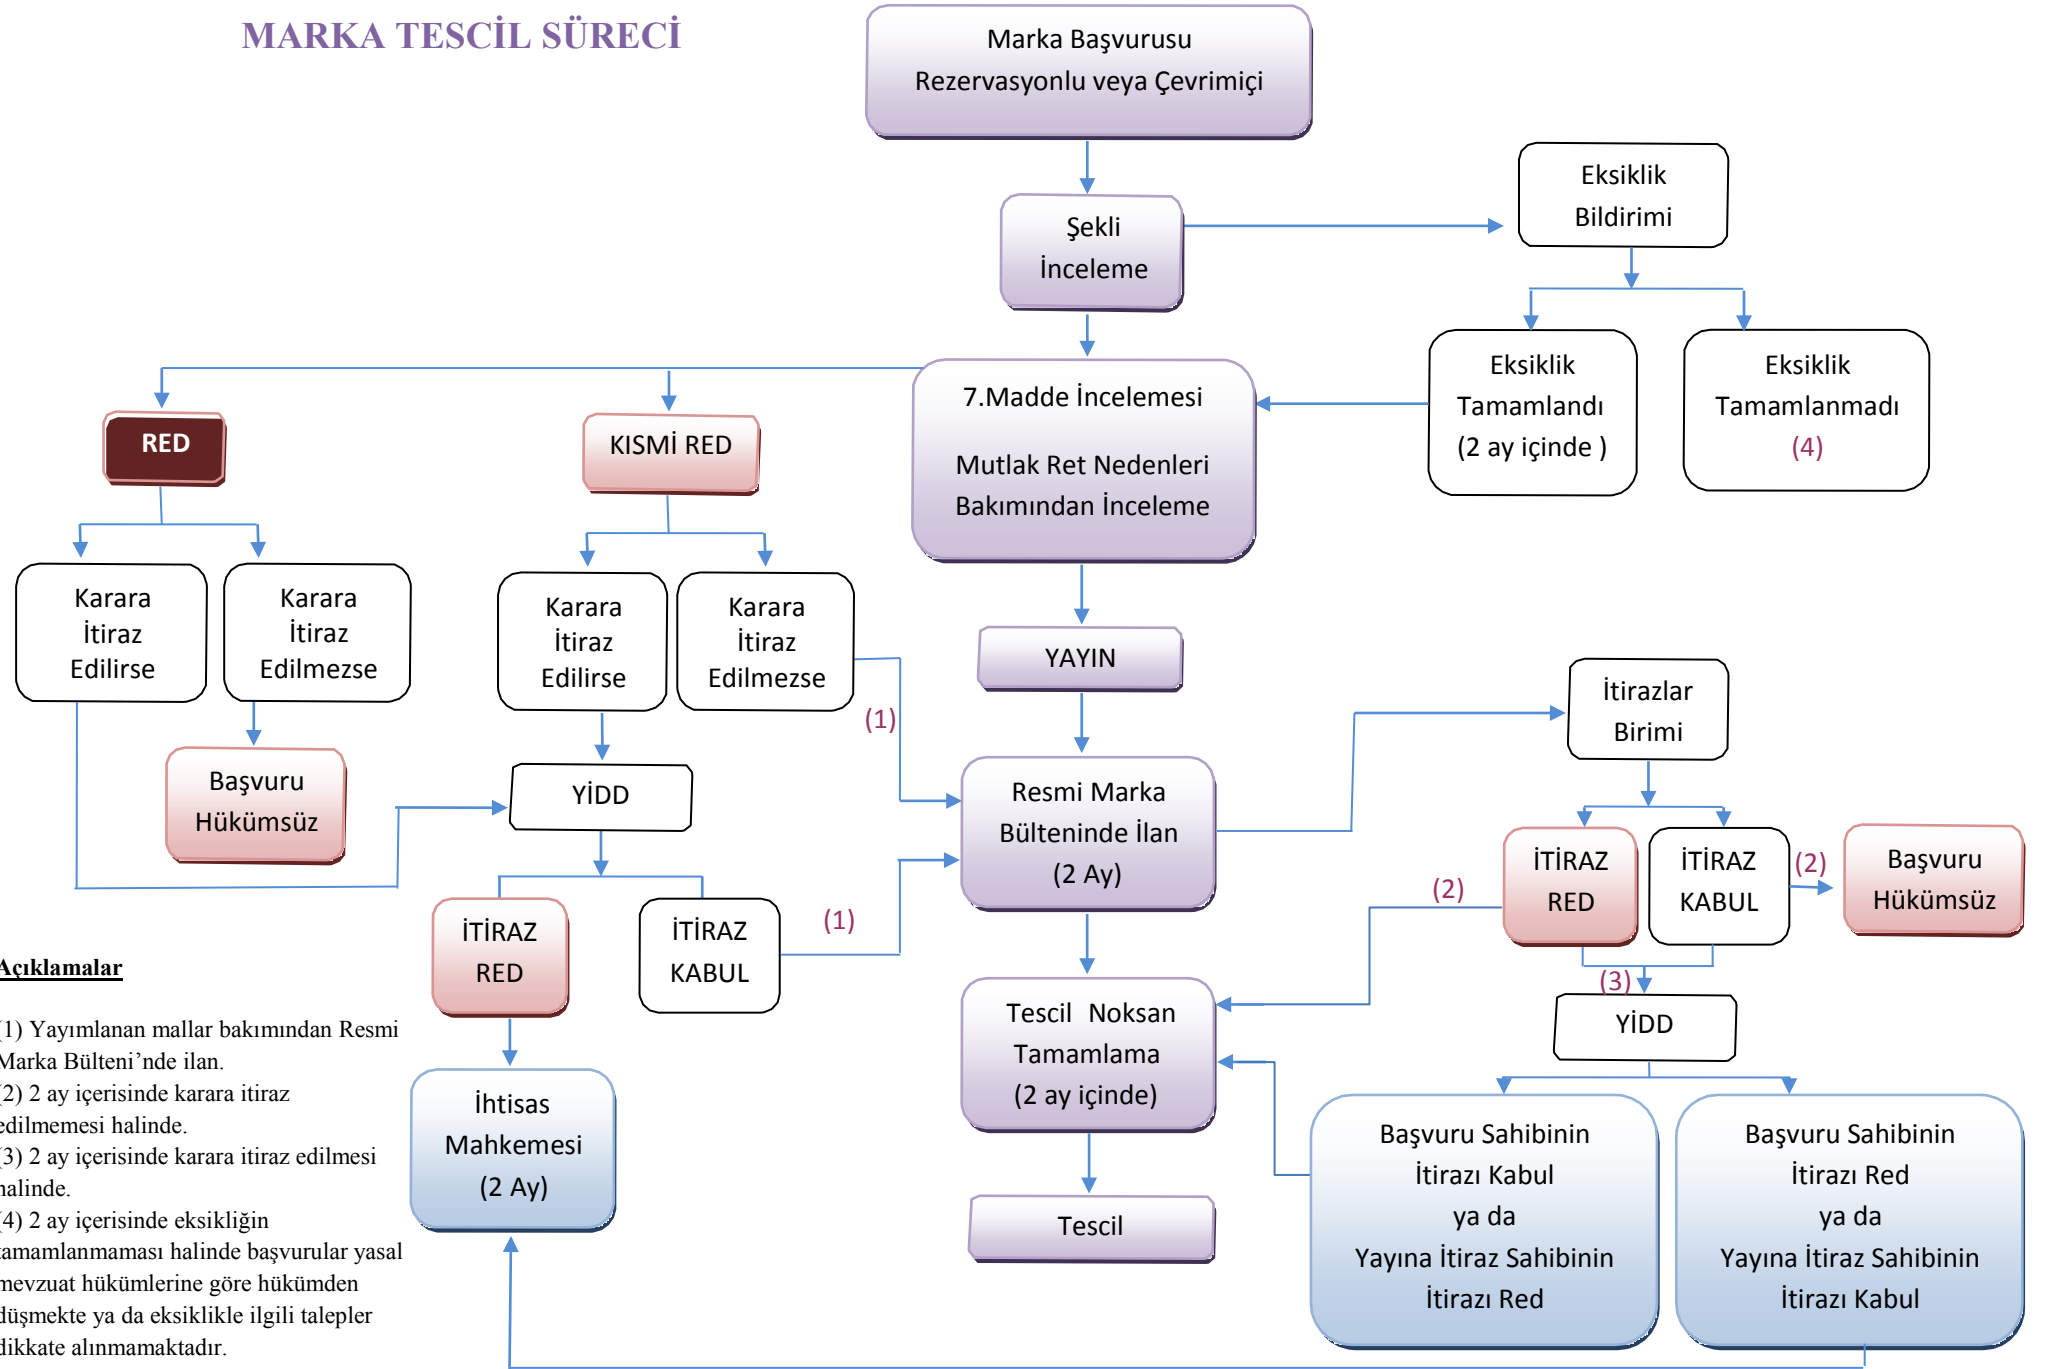 MARKA TESCİL SÜRECİ
Marka Başvurusu
Rezervasyonlu veya Çevrimiçi
Eksiklik
Bildirimi
Şekli
İnceleme
Eksiklik
Tamamlandı
(2 ay içinde )
Eksiklik
Tamamlanmadı
(4)
7.Madde İncelemesi
Mutlak Ret Nedenleri
Bakımından İnceleme
RED
KISMİ RED
Karara
İtiraz
Edilirse
Karara
İtiraz
Edilmezse
Karara
İtiraz
Edilirse
Karara
İtiraz
Edilmezse
(1)
YAYIN
İtirazlar
Birimi
Başvuru
Hükümsüz
YİDD
Resmi Marka
Bülteninde İlan
(2 Ay)
İTİRAZ
RED
İTİRAZ
KABUL
(2)
Başvuru
Hükümsüz
(2)
İTİRAZ
RED
İTİRAZ
KABUL
(1)
(3)
YİDD
Tescil Noksan
Tamamlama
(2 ay içinde)
İhtisas
Mahkemesi
(2 Ay)
Tescil
Başvuru Sahibinin
İtirazı Kabul
ya da
Yayına İtiraz Sahibinin
İtirazı Red
Başvuru Sahibinin
İtirazı Red
ya da
Yayına İtiraz Sahibinin
İtirazı Kabul
Açıklamalar
(1) Yayımlanan mallar bakımından Resmi
Marka Bülteni’nde ilan.
(2) 2 ay içerisinde karara itiraz
edilmemesi halinde.
(3) 2 ay içerisinde karara itiraz edilmesi
halinde.
(4) 2 ay içerisinde eksikliğin
tamamlanmaması halinde başvurular yasal
mevzuat hükümlerine göre hükümden
düşmekte ya da eksiklikle ilgili talepler
dikkate alınmamaktadır.